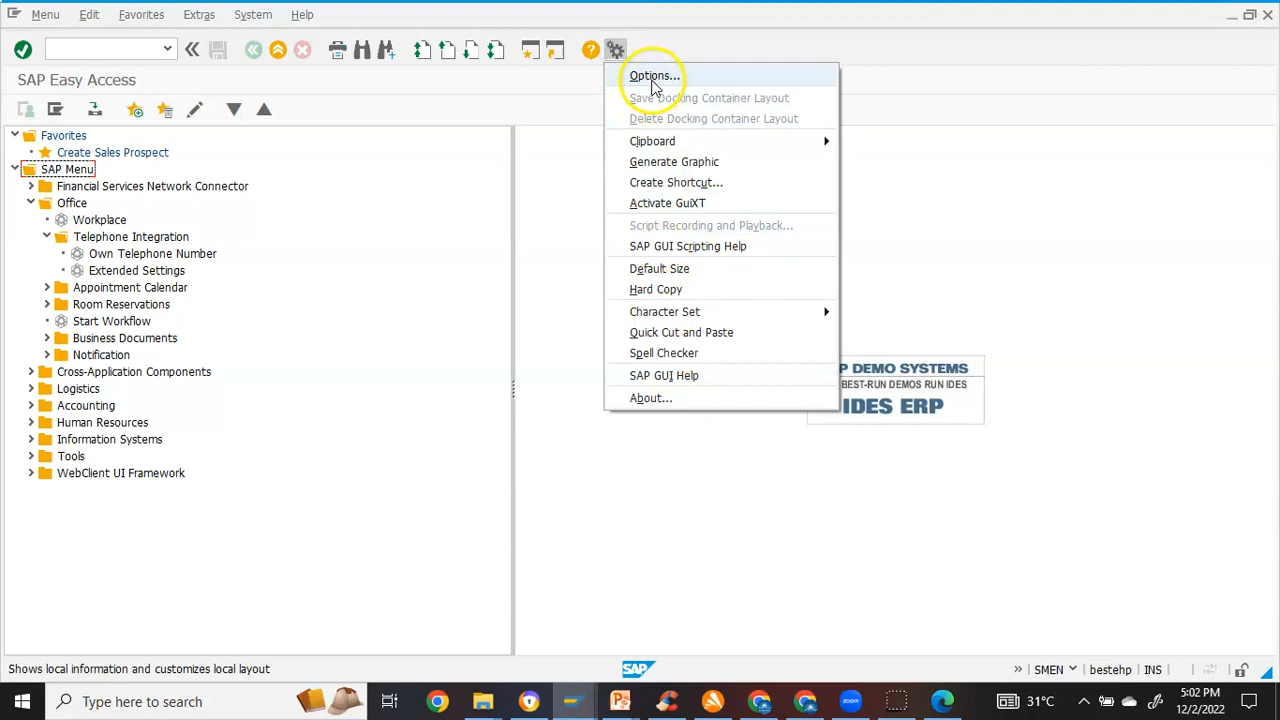 Menu Edit Favorites Extras System Help
SAP Easy Access
Favorites
Create Sales Prospect
SAP Menu
Financial Services Network Connector
Office
Workplace
Telephone Integration
Own Telephone Number
Extended Settings
Appointment Calendar
Room Reservations
Start Workflow
Business Documents
Notification
Cross-Application Components
Logistics
Accounting
Human Resources
Information Systems
Tools
WebClient UI Framework
Options...
Save Docking Container Layout
Delete Docking Container Layout
Clipboard
Generate Graphic
Create Shortcut...
Activate GuiXT
Script Recording and Playback...
SAP GUI Scripting Help
Default Size
Hard Copy
Character Set
Quick Cut and Paste
Spell Checker
SAP GUI Help
About...
P DEMO SYSTEMS
BEST-RUN DEMOS RUN IDES
IDES ERP
Shows local information and customizes local layout
SAP
SMEN bestehp INS
Type here to search
zoom
31°C
5:02 PM
12/2/2022